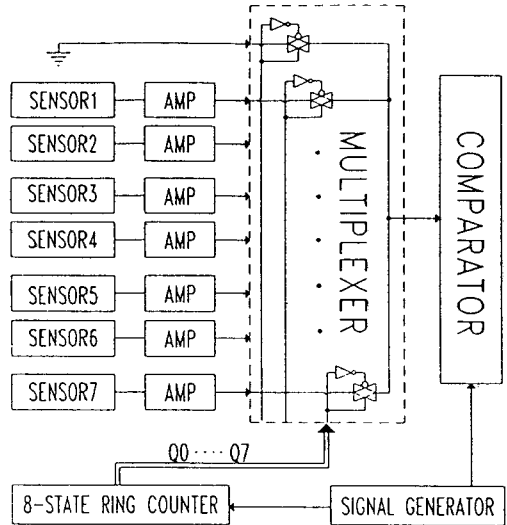 SENSOR1 AMP
SENSOR2 AMP
SENSOR3 AMP
SENSOR4 AMP
SENSOR5 AMP
SENSOR6 AMP
SENSOR7 AMP
MULTIPLEXER
COMPARATOR
Q0 ···· Q7
8-STATE RING COUNTER
SIGNAL GENERATOR